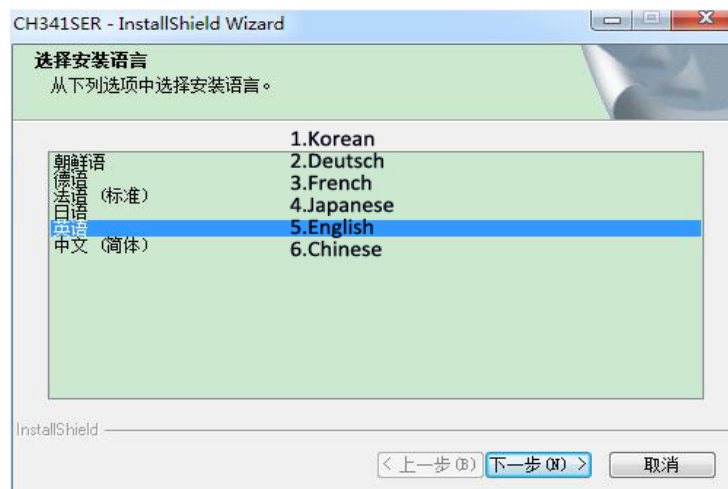 CH341SER - InstallShield Wizard
选择安装语言
从下列选项中选择安装语言。
1.Korean
朝鲜语 2.Deutsch
德语 3.French
法语 (标准) 4.Japanese
日语
英语 5.English
中文 (简体) 6.Chinese
InstallShield
< 上一步(B) 下一步(N) > 取消